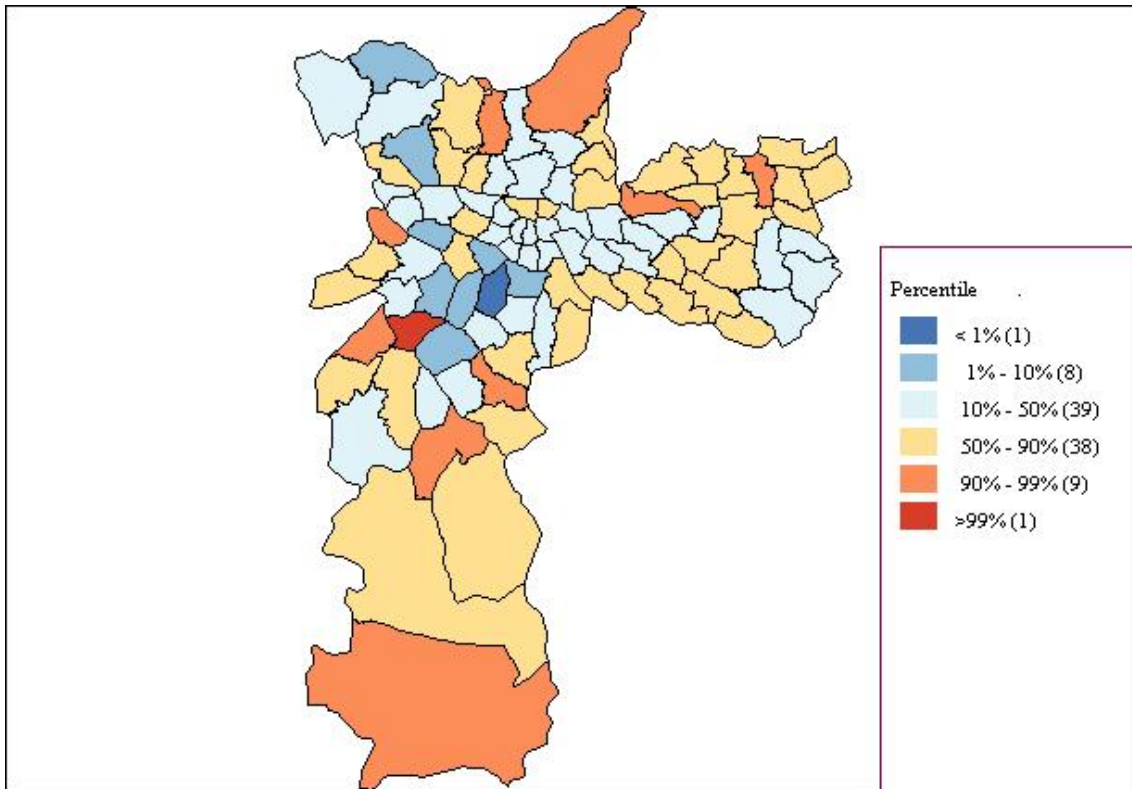 Percentile .
< 1% (1)
1% - 10% (8)
10% - 50% (39)
50% - 90% (38)
90% - 99% (9)
>99% (1)